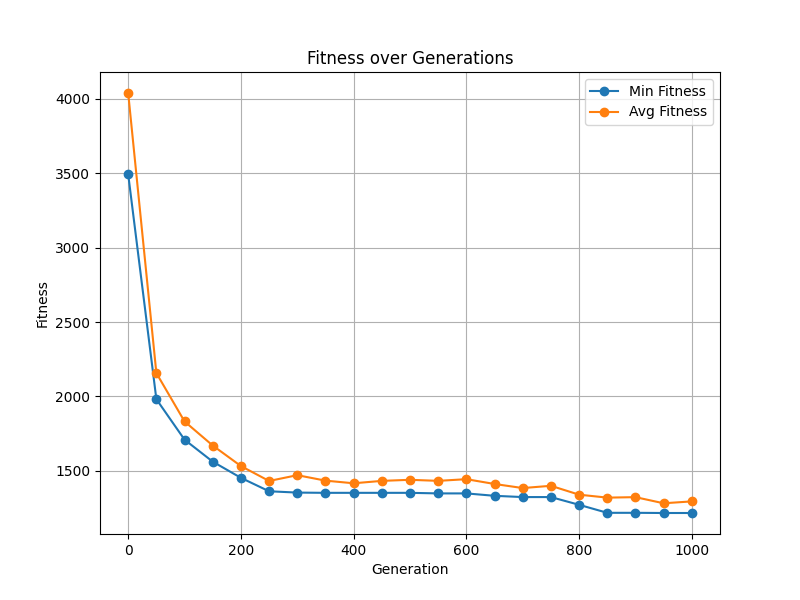 Fitness over Generations
Min Fitness
Avg Fitness
4000
3500
3000
2500
2000
1500
Fitness
0 200 400 600 800 1000
Generation